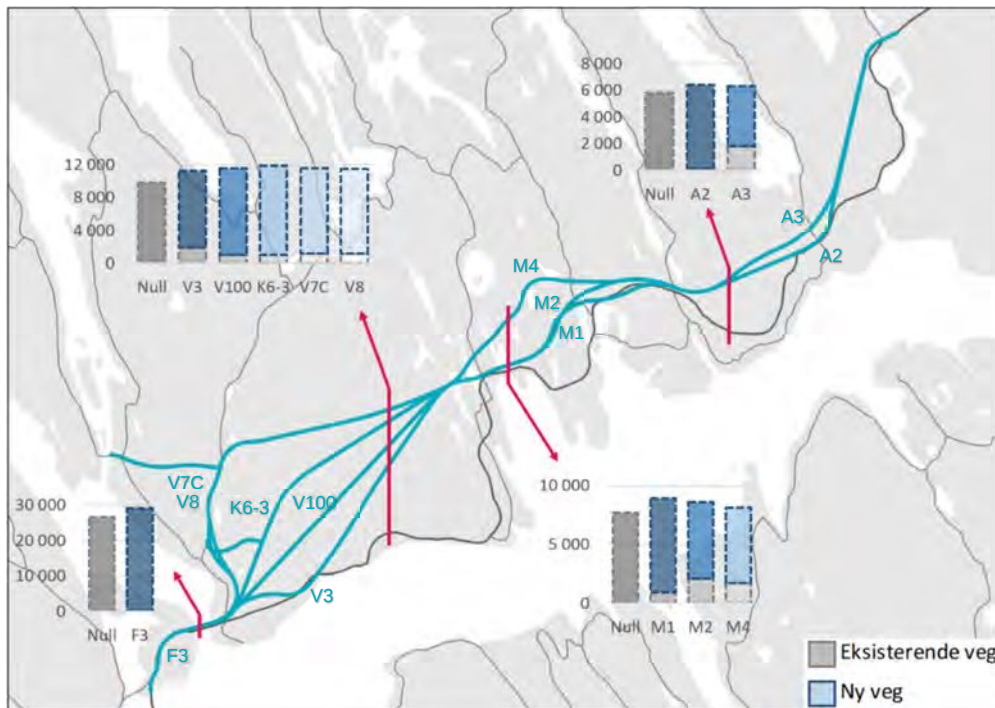 8 000
6 000
4 000
2 000
0
Null A2 A3
12 000
8 000
4 000
0
Null V3 V100 K6-3 V7C V8
A3
A2
M4
M2
M1
V7C
V8
K6-3
V100
V3
F3
30 000
20 000
10 000
0
Null F3
10 000
5 000
0
Null M1 M2 M4
Eksisterende veg
Ny veg